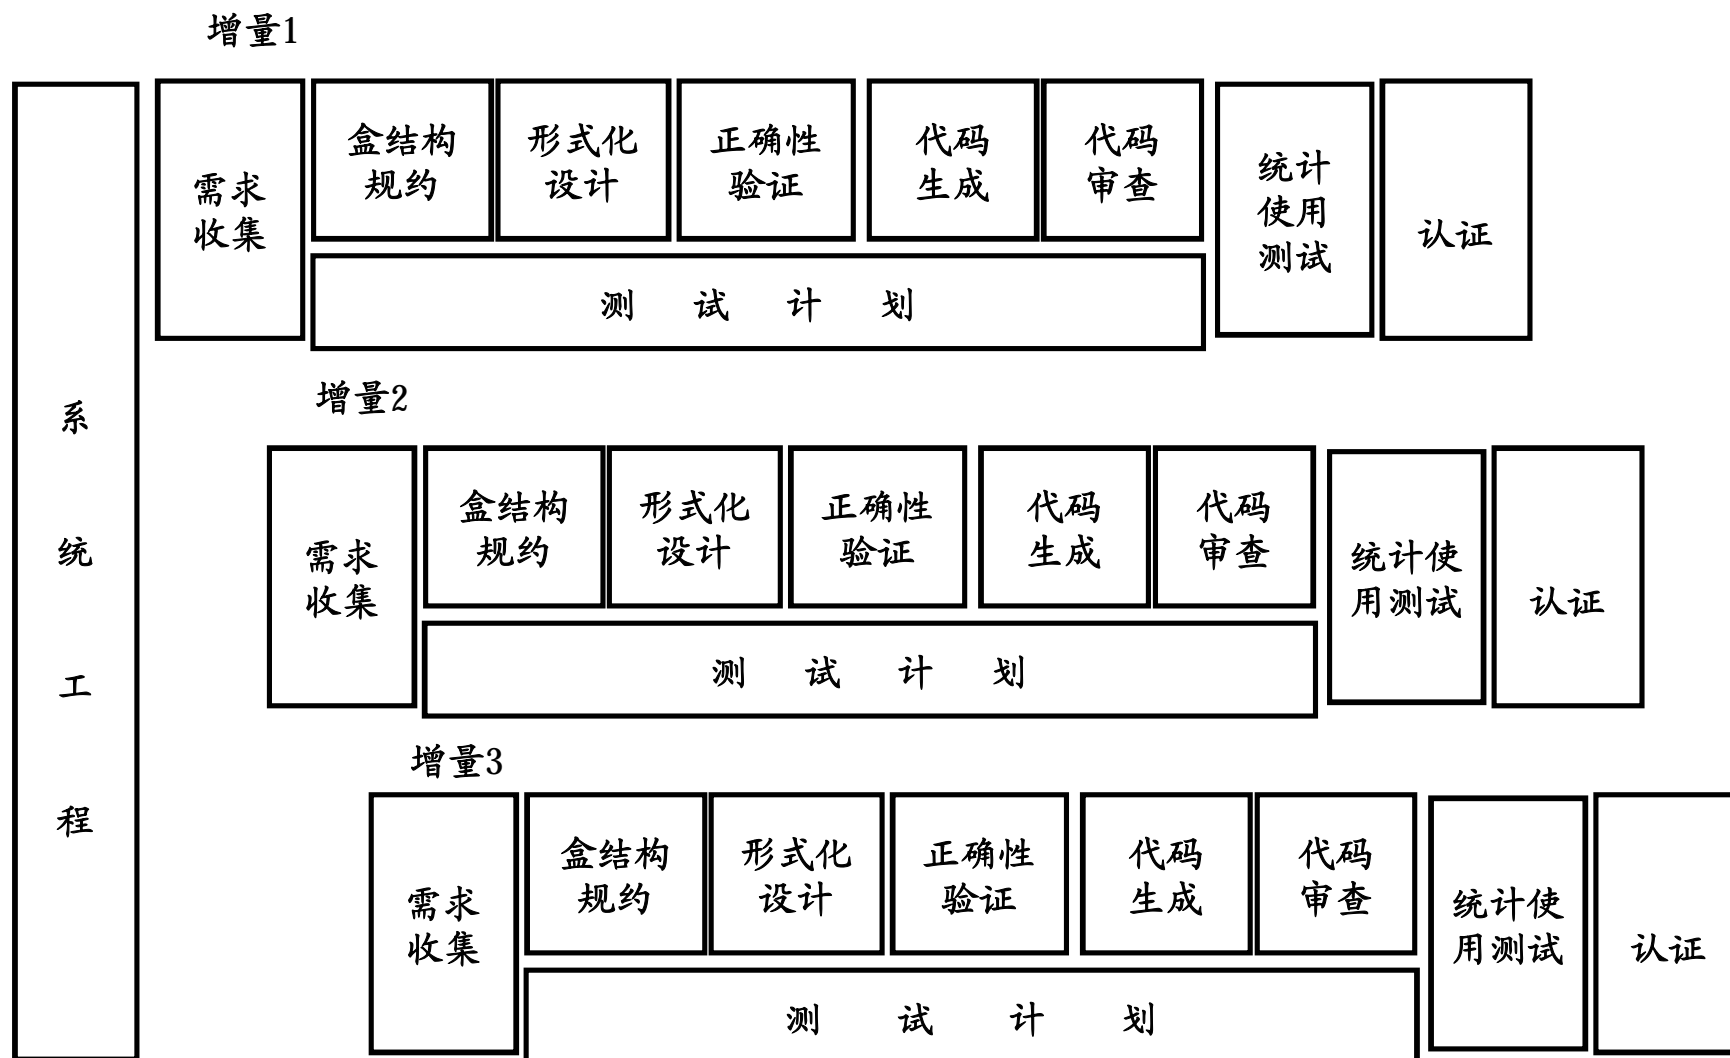 增量1
系
统
工
程
需求
收集
盒结构
规约
形式化
设计
正确性
验证
代码
生成
代码
审查
测 试 计 划
统计
使用
测试
认证
增量2
需求
收集
盒结构
规约
形式化
设计
正确性
验证
代码
生成
代码
审查
测 试 计 划
统计使
用测试
认证
增量3
需求
收集
盒结构
规约
形式化
设计
正确性
验证
代码
生成
代码
审查
测 试 计 划
统计使
用测试
认证